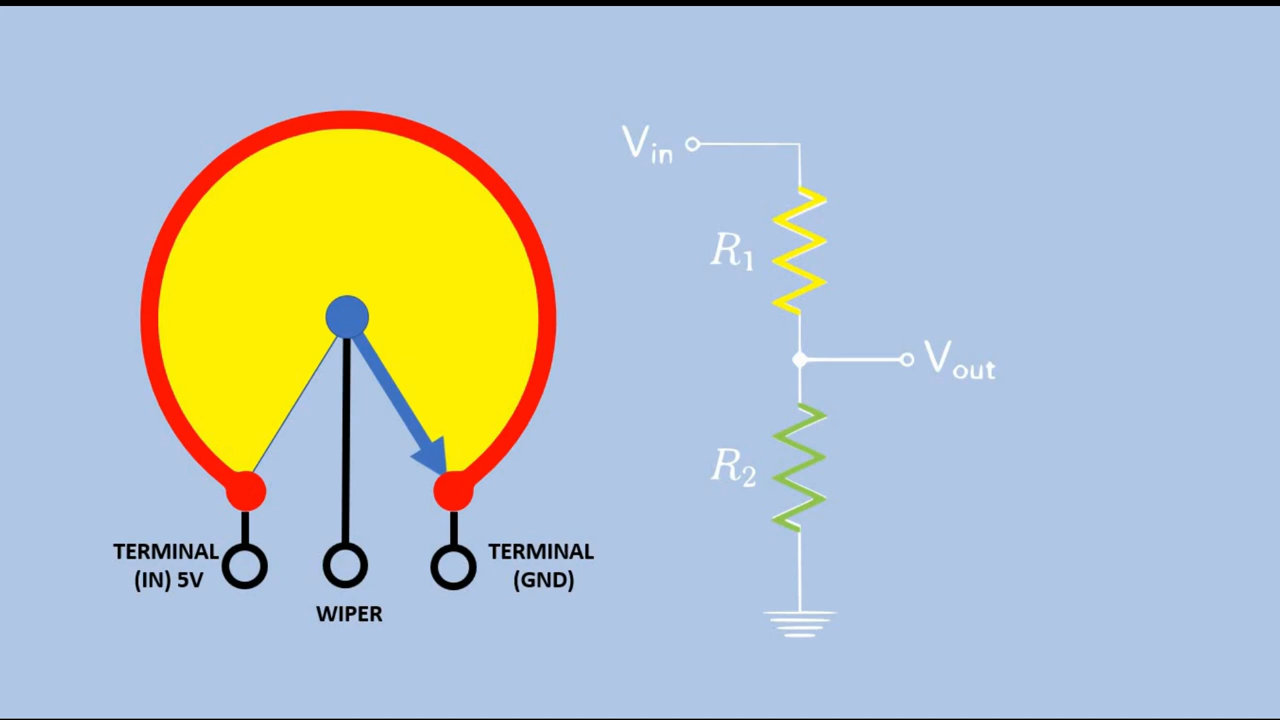 TERMINAL
(IN) 5V
WIPER
TERMINAL
(GND)
Vin
R1
Vout
R2